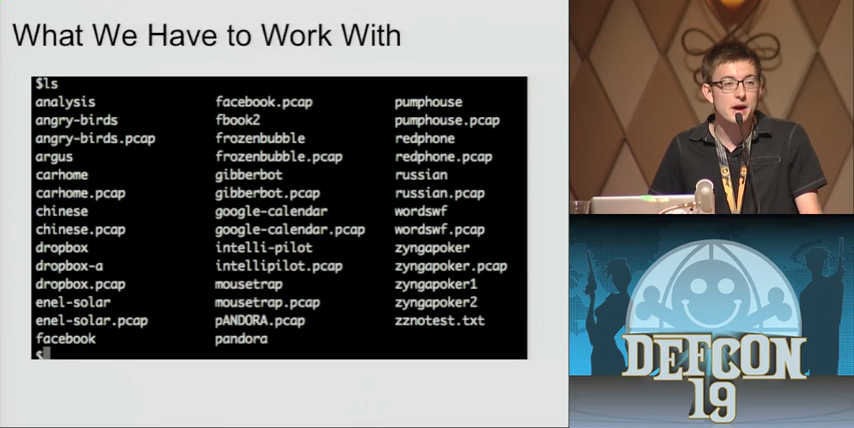 What We Have to Work With
$ls
analysis facebook.pcap pumphouse
angry-birds fbook2 pumphouse.pcap
angry-birds.pcap frozenbubble redphone
argus frozenbubble.pcap redphone.pcap
carhome gibberbot russian
carhome.pcap gibberbot.pcap russian.pcap
chinese google-calendar wordswf
chinese.pcap google-calendar.pcap wordswf.pcap
dropbox intelli-pilot zyngapoker
dropbox-a intellipilot.pcap zyngapoker.pcap
dropbox.pcap mousetrap zyngapoker1
enel-solar mousetrap.pcap zyngapoker2
enel-solar.pcap pANDORA.pcap zznotest.txt
facebook pandora
$
DEFCON
19